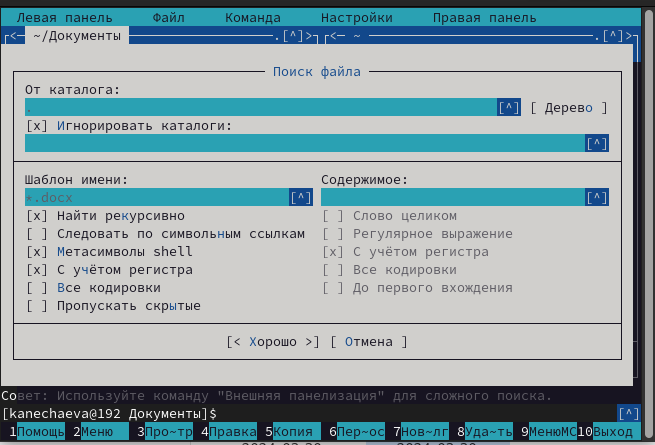 Левая панель Файл Команда Настройки Правая панель
<─ ~/Документы .[^]> <─ ~ .[^]>
Поиск файла
От каталога:
. [^] [ Дерево ]
[x] Игнорировать каталоги:
[^]
Шаблон имени: Содержимое:
*.docx [^] [^]
[x] Найти рекурсивно [ ] Слово целиком
[ ] Следовать по символьным ссылкам [ ] Регулярное выражение
[x] Метасимволы shell [x] С учётом регистра
[x] С учётом регистра [ ] Все кодировки
[ ] Все кодировки [ ] До первого вхождения
[ ] Пропускать скрытые
[< Хорошо >] [ Отмена ]
Совет: Используйте команду "Внешняя панелизация" для сложного поиска.
[kanechaeva@192 Документы]$ [^]
1Помощь 2Меню 3Про~тр 4Правка 5Копия 6Пер~ос 7Нов~лг 8Уда~ть 9МенюMC 10Выход